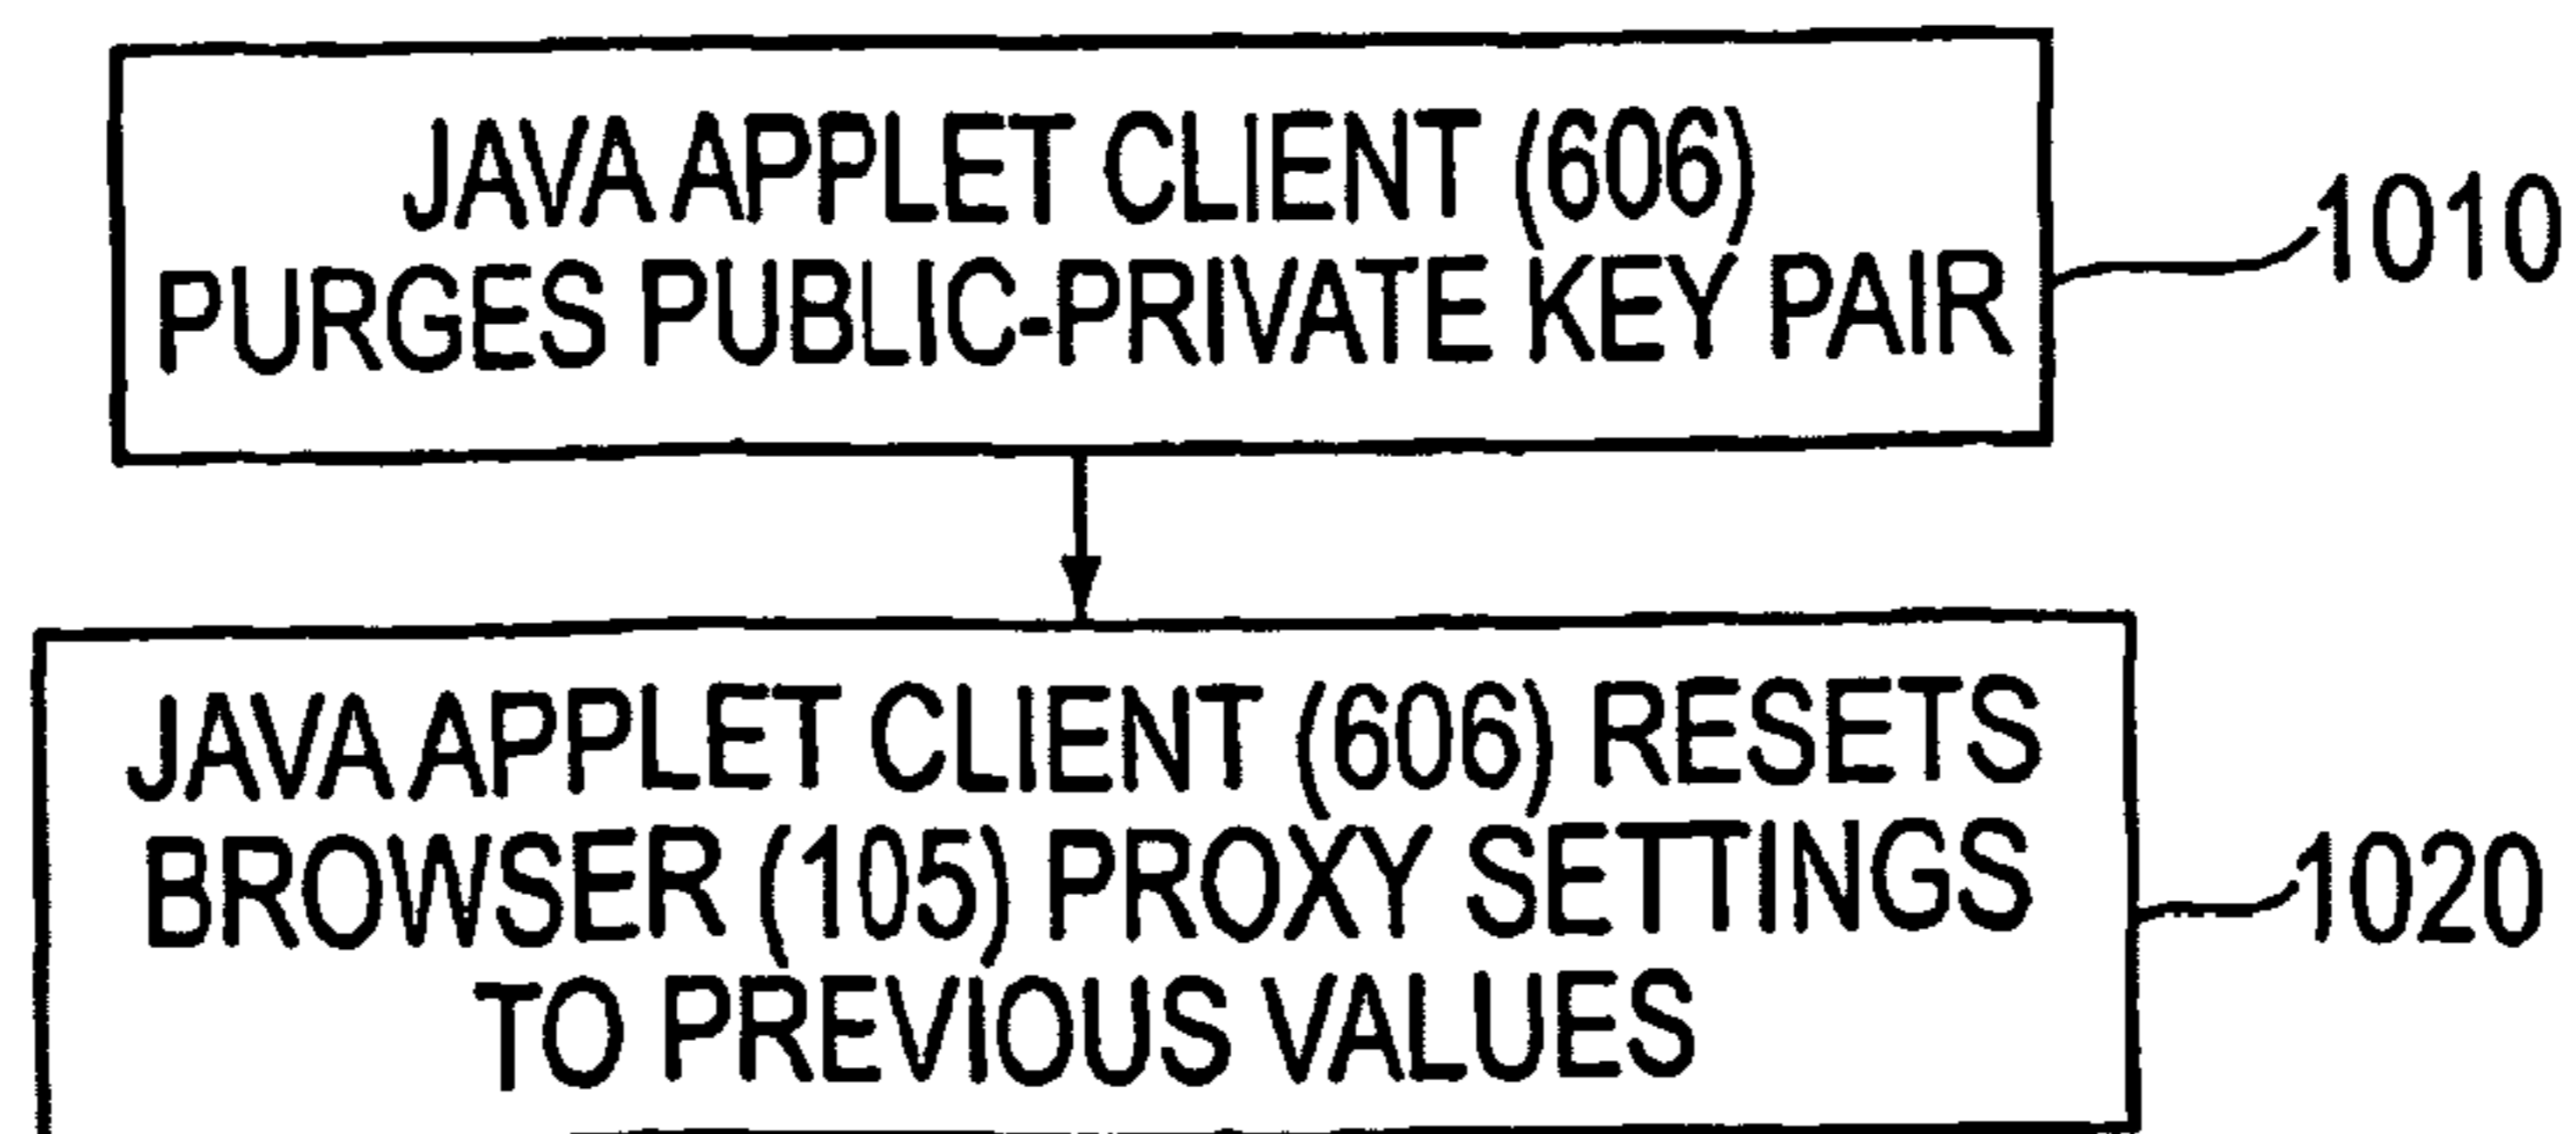 JAVA APPLET CLIENT (606)
PURGES PUBLIC-PRIVATE KEY PAIR
1010
JAVA APPLET CLIENT (606) RESETS
BROWSER (105) PROXY SETTINGS
TO PREVIOUS VALUES
1020